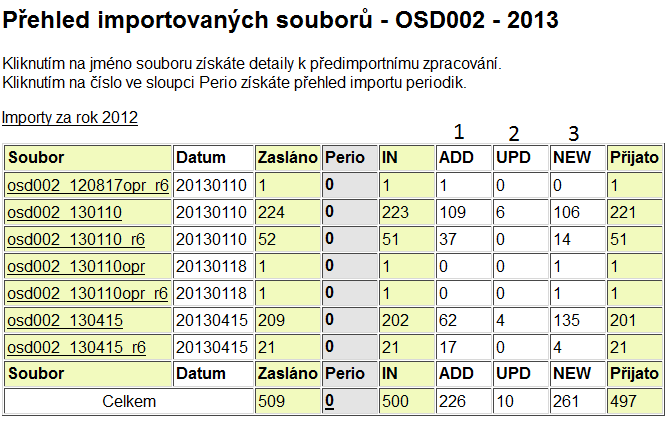 Přehled importovaných souborů - OSD002 - 2013
Kliknutím na jméno souboru získáte detaily k předimportnímu zpracování.
Kliknutím na číslo ve sloupci Perio získáte přehled importu periodik.
Importy za rok 2012
1 2 3
Soubor Datum Zasláno Perio IN ADD UPD NEW Přijato
osd002_120817opr_r6 20130110 1 0 1 1 0 0 1
osd002_130110 20130110 224 0 223 109 6 106 221
osd002_130110_r6 20130110 52 0 51 37 0 14 51
osd002_130110opr 20130118 1 0 1 0 0 1 1
osd002_130110opr_r6 20130118 1 0 1 0 0 1 1
osd002_130415 20130415 209 0 202 62 4 135 201
osd002_130415_r6 20130415 21 0 21 17 0 4 21
Soubor Datum Zasláno Perio IN ADD UPD NEW Přijato
Celkem 509 0 500 226 10 261 497